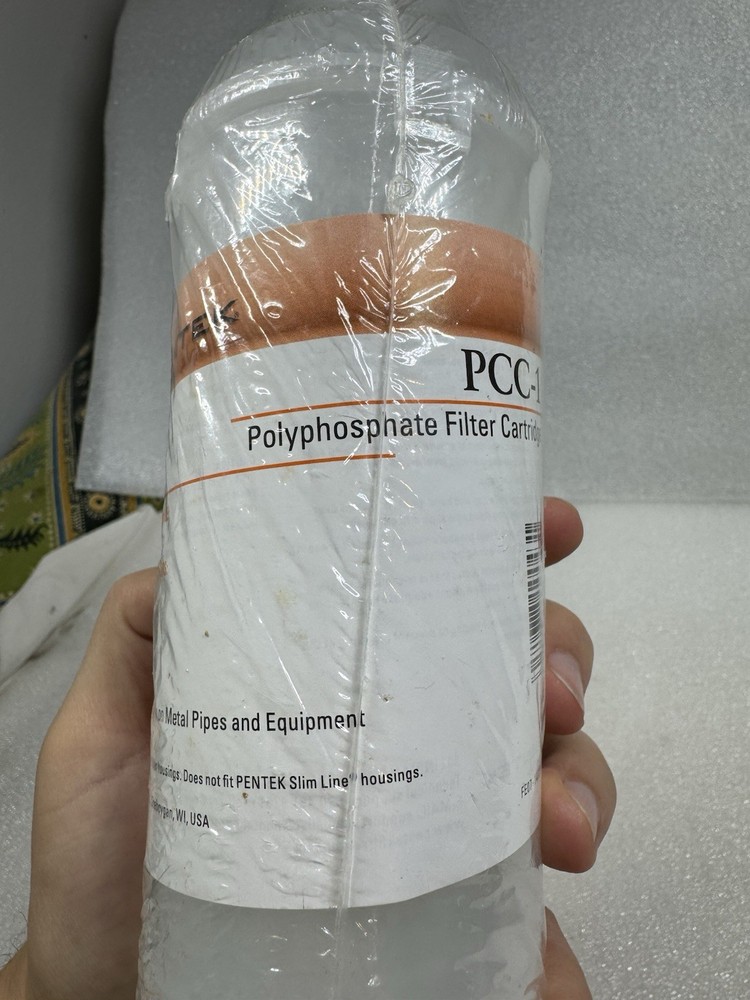 TEK
PCC-1
Polyphosphate Filter Cartridge
on Metal Pipes and Equipment
housings. Does not fit PENTEK Slim Line® housings.
WI, USA